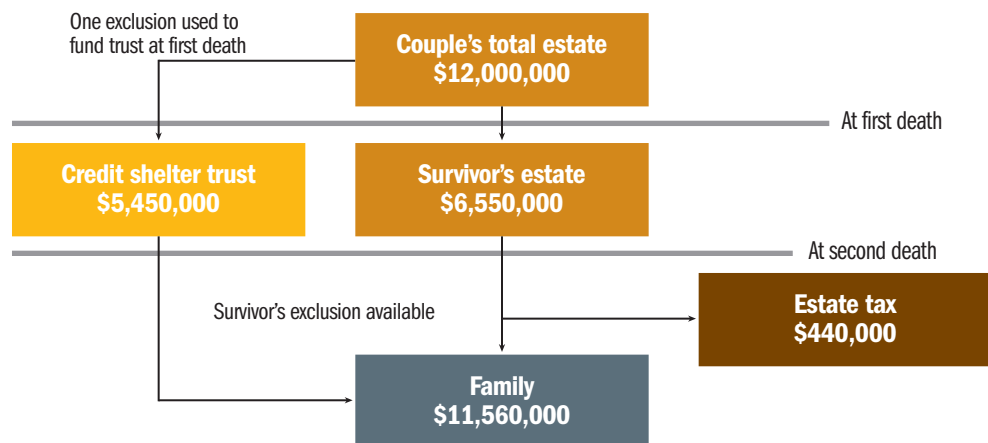 One exclusion used to
fund trust at first death
Couple’s total estate
$12,000,000
At first death
Credit shelter trust
$5,450,000
Survivor’s estate
$6,550,000
At second death
Survivor’s exclusion available
Estate tax
$440,000
Family
$11,560,000